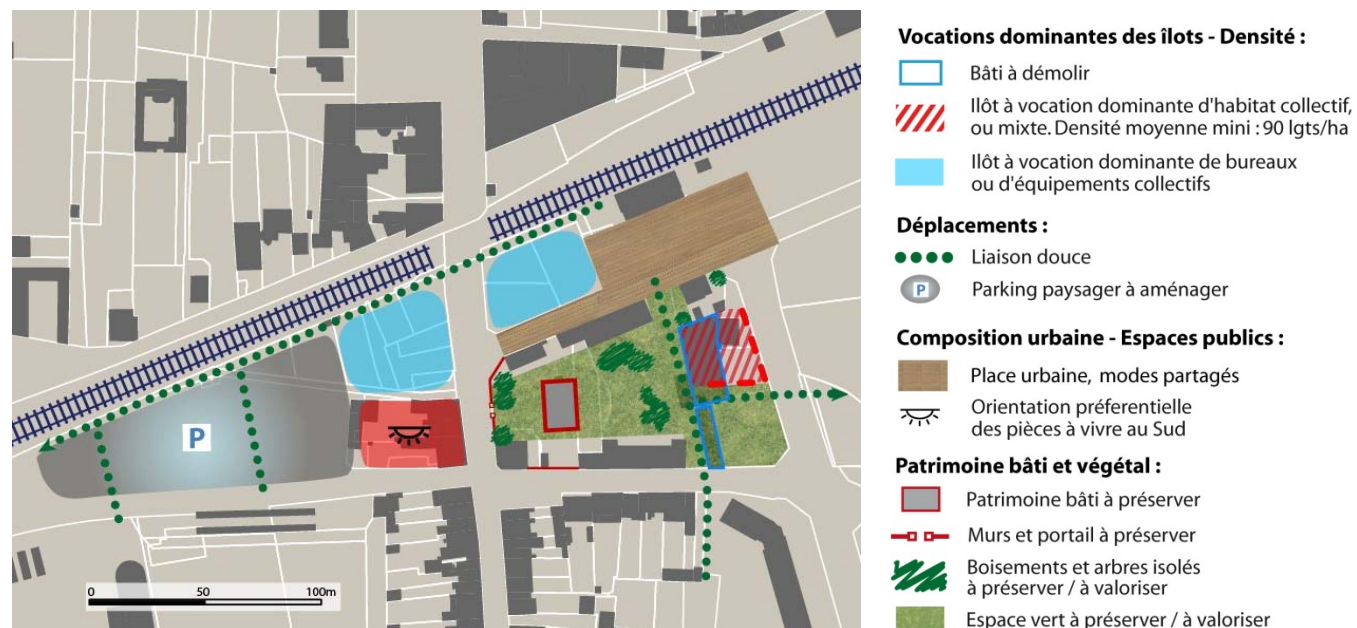 P
0 50 100m
Vocations dominantes des îlots - Densité :
Bâti à démolir
Ilôt à vocation dominante d'habitat collectif,
ou mixte. Densité moyenne mini : 90 lgts/ha
Ilôt à vocation dominante de bureaux
ou d'équipements collectifs
Déplacements :
Liaison douce
P
Parking paysager à aménager
Composition urbaine - Espaces publics :
Place urbaine, modes partagés
Orientation préferentielle
des pièces à vivre au Sud
Patrimoine bâti et végétal :
Patrimoine bâti à préserver
Murs et portail à préserver
Boisements et arbres isolés
à préserver / à valoriser
Espace vert à préserver / à valoriser